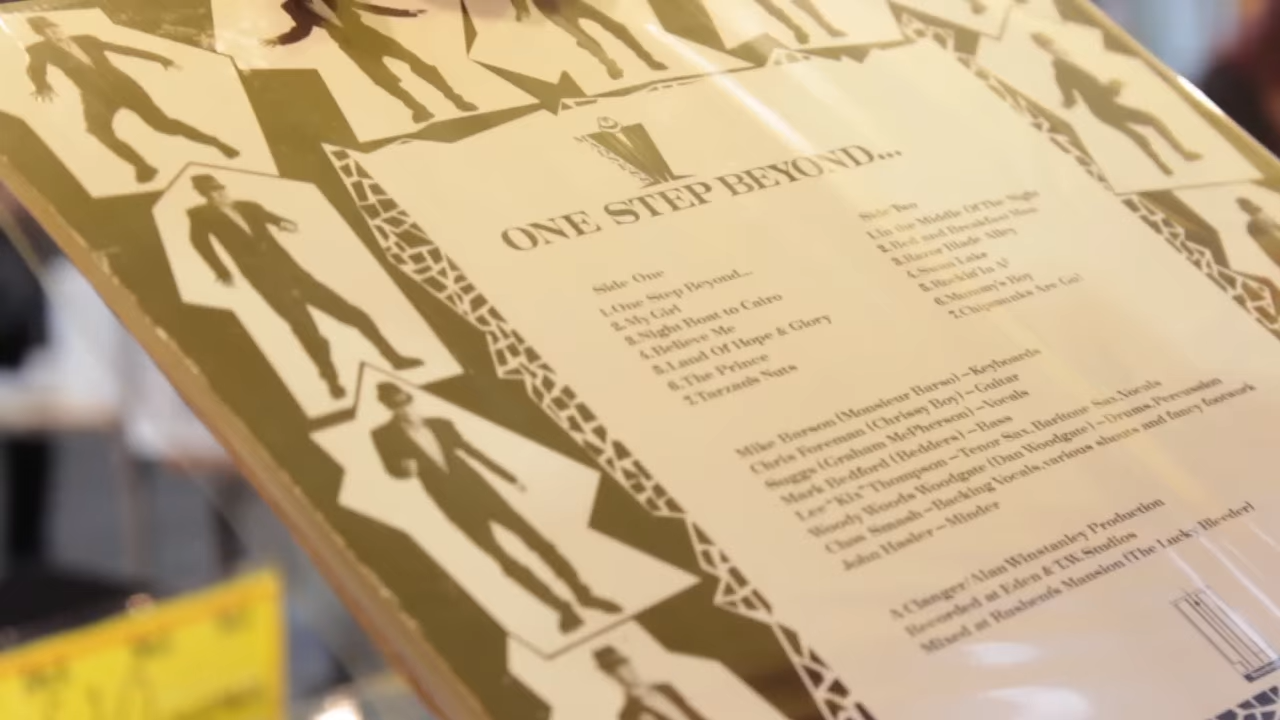 MADNESS
ONE STEP BEYOND...
Side One
1.One Step Beyond...
2.My Girl
3.Night Boat to Cairo
4.Believe Me
5.Land Of Hope & Glory
6.The Prince
7.Tarzan's Nuts
Side Two
1.In the Middle Of The Night
2.Bed and Breakfast Man
3.Razor Blade Alley
4.Swan Lake
5.Rockin' In A♭
6.Mummy's Boy
7.Chipmunks Are Go!
Mike Barson (Monsieur Barso) – Keyboards
Chris Foreman (Chrissy Boy) – Guitar
Suggs (Graham McPherson) – Vocals
Mark Bedford (Bedders) – Bass
Lee "Kix" Thompson – Tenor Sax, Baritone Sax, Vocals
Woody Woods Woodgate (Dan Woodgate) – Drums, Percussion
Chas Smash – Backing Vocals, various shouts and fancy footwork
John Hasler – Minder
A Clanger/Alan Winstanley Production
Recorded at Eden & T.W. Studios
Mixed at Roshend's Mansion (The Lucky Bleeder)